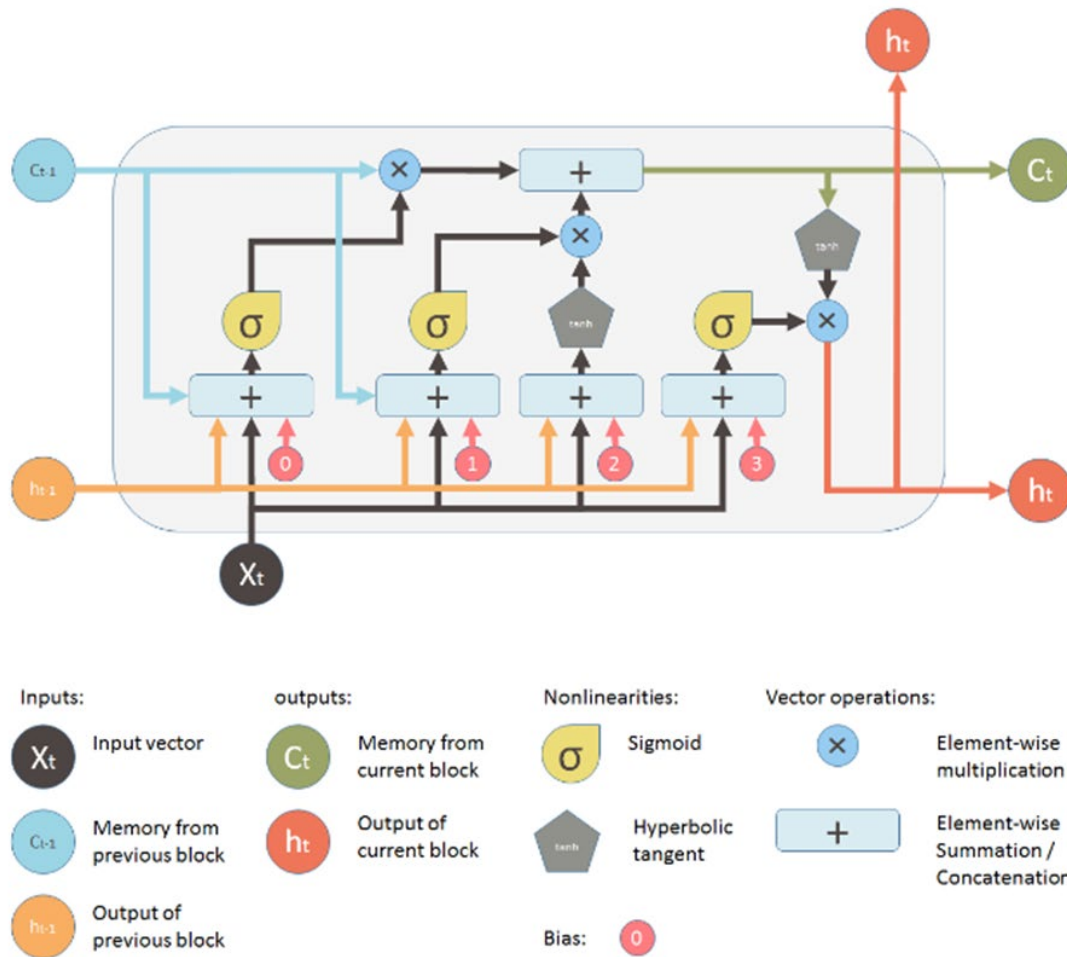 ht
Ct-1
×
+
Ct
tanh
×
σ
σ
tanh
σ
×
+
+
+
+
0
1
2
3
ht-1
ht
Xt
Inputs:
outputs:
Nonlinearities:
Vector operations:
Xt
Input vector
Ct
Memory from
current block
σ
Sigmoid
×
Element-wise
multiplication
Ct-1
Memory from
previous block
ht
Output of
current block
tanh
Hyperbolic
tangent
+
Element-wise
Summation /
Concatenation
ht-1
Output of
previous block
Bias:
0